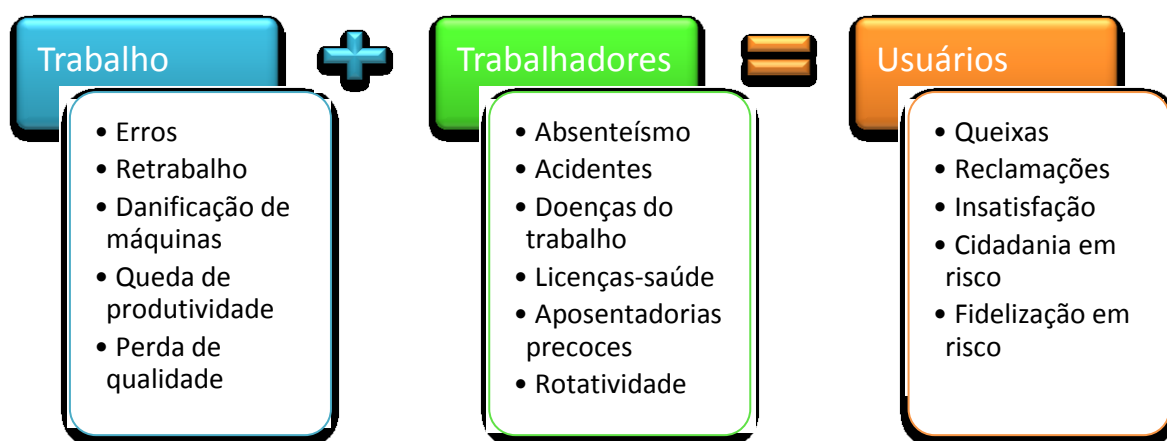 Trabalho
• Erros
• Retrabalho
• Danificação de
máquinas
• Queda de
produtividade
• Perda de
qualidade
Trabalhadores
• Absenteísmo
• Acidentes
• Doenças do
trabalho
• Licenças-saúde
• Aposentadorias
precoces
• Rotatividade
Usuários
• Queixas
• Reclamações
• Insatisfação
• Cidadania em
risco
• Fidelização em
risco